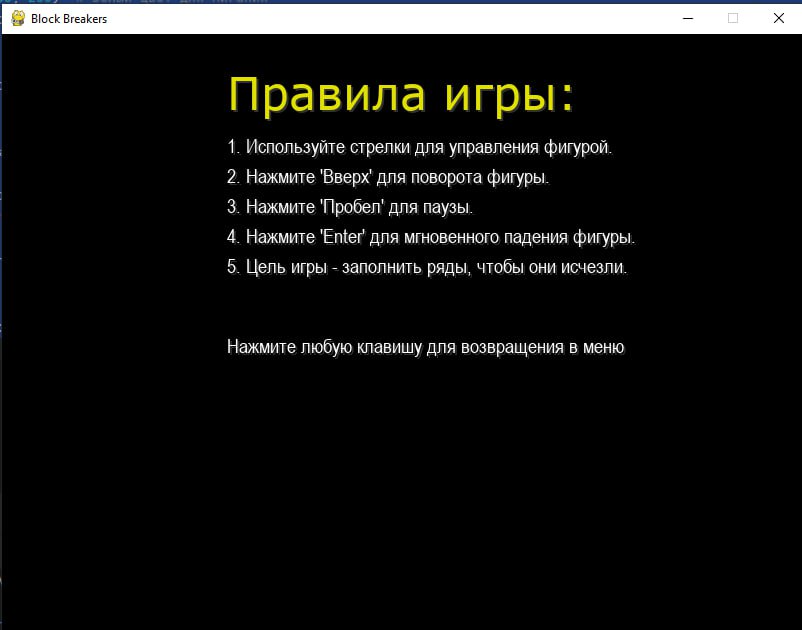 Block Breakers
Правила игры:
1. Используйте стрелки для управления фигурой.
2. Нажмите 'Вверх' для поворота фигуры.
3. Нажмите 'Пробел' для паузы.
4. Нажмите 'Enter' для мгновенного падения фигуры.
5. Цель игры - заполнить ряды, чтобы они исчезли.
Нажмите любую клавишу для возвращения в меню